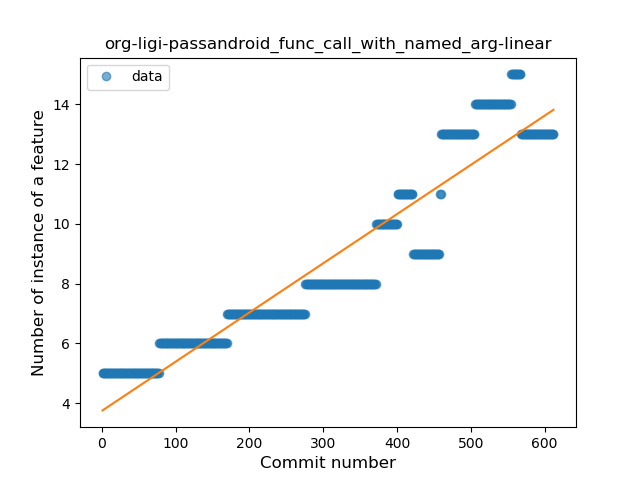 org-ligi-passandroid_func_call_with_named_arg-linear
data
Number of instance of a feature
14
12
10
8
6
4
0 100 200 300 400 500 600
Commit number